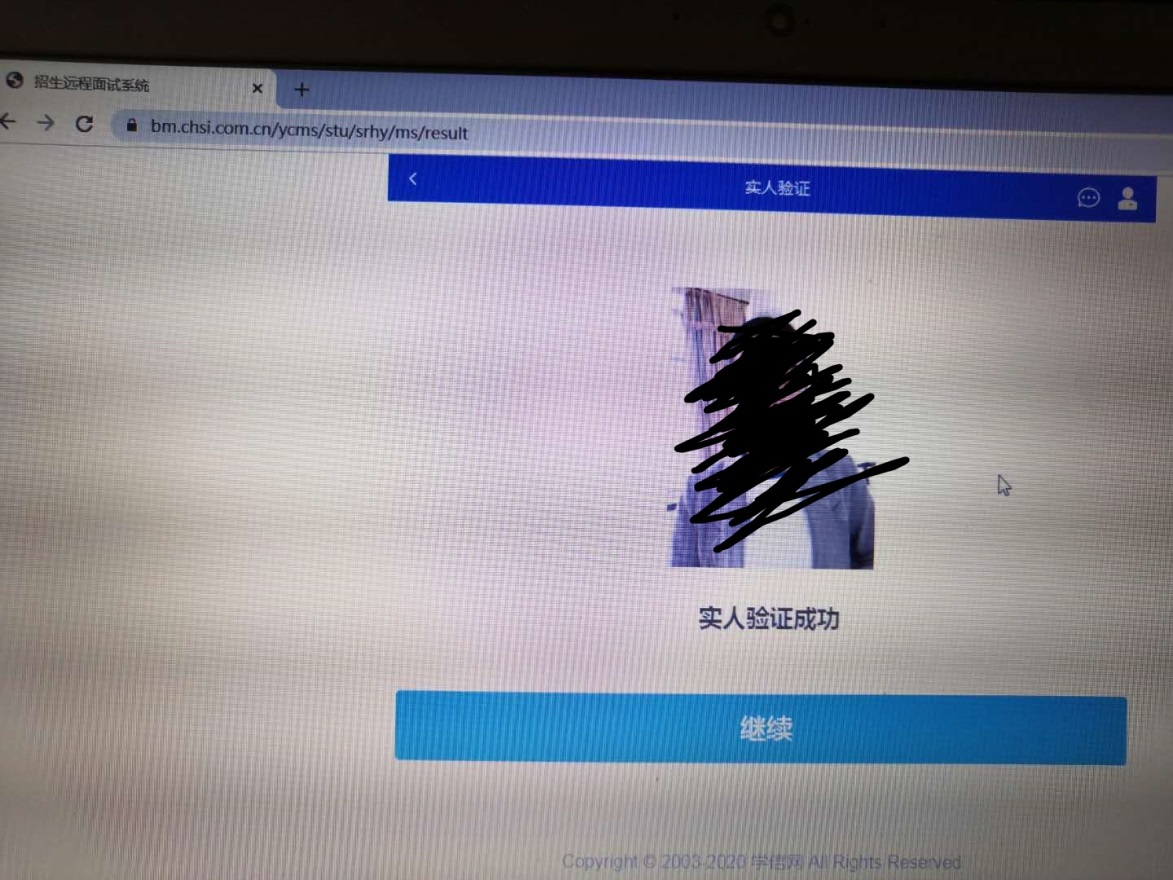 招生远程面试系统
bm.chsi.com.cn/ycms/stu/srhy/ms/result
实人验证
实人验证成功
继续
Copyright © 2003-2020 学信网 All Rights Reserved